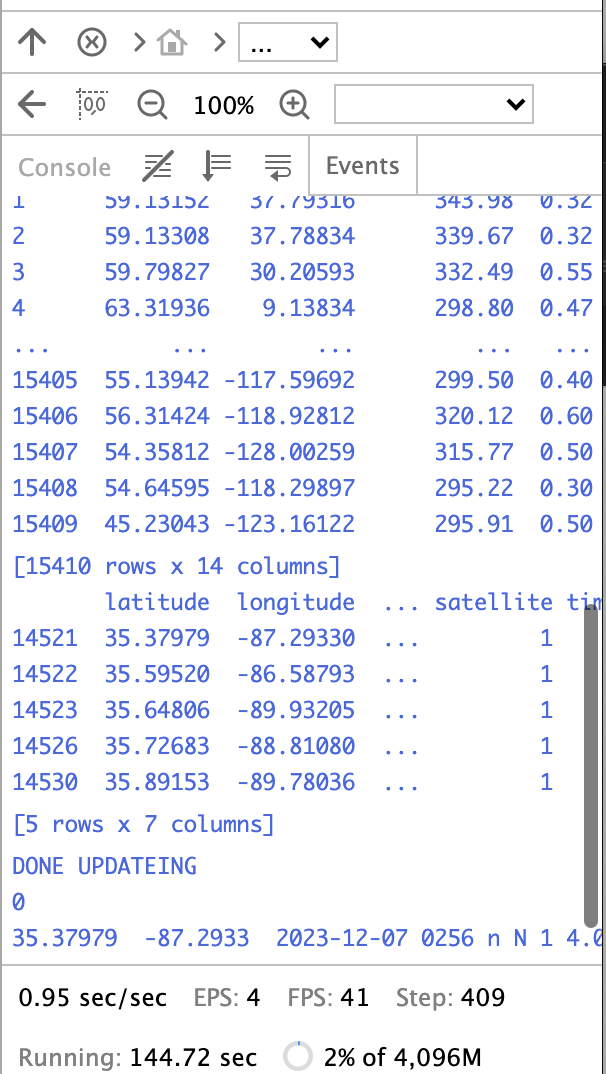 ...
0,0 100%
Console Events
1 59.13152 37.79316 343.98 0.32
2 59.13308 37.78834 339.67 0.32
3 59.79827 30.20593 332.49 0.55
4 63.31936 9.13834 298.80 0.47
... ... ... ... ...
15405 55.13942 -117.59692 299.50 0.40
15406 56.31424 -118.92812 320.12 0.60
15407 54.35812 -128.00259 315.77 0.50
15408 54.64595 -118.29897 295.22 0.30
15409 45.23043 -123.16122 295.91 0.50
[15410 rows x 14 columns]
latitude longitude ... satellite tim
14521 35.37979 -87.29330 ... 1
14522 35.59520 -86.58793 ... 1
14523 35.64806 -89.93205 ... 1
14526 35.72683 -88.81080 ... 1
14530 35.89153 -89.78036 ... 1
[5 rows x 7 columns]
DONE UPDATEING
0
35.37979 -87.2933 2023-12-07 0256 n N 1 4.0
0.95 sec/sec EPS: 4 FPS: 41 Step: 409
Running: 144.72 sec 2% of 4,096M